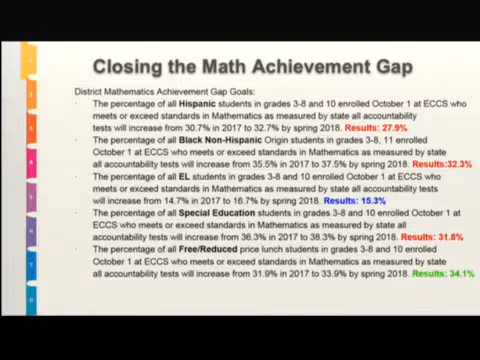 Closing the Math Achievement Gap
District Mathematics Achievement Gap Goals:
The percentage of all Hispanic students in grades 3-8 and 10 enrolled October 1 at ECCS who
meets or exceed standards in Mathematics as measured by state all accountability
tests will increase from 30.7% in 2017 to 32.7% by spring 2018. Results: 27.9%
The percentage of all Black Non-Hispanic Origin students in grades 3-8, 11 enrolled
October 1 at ECCS who meets or exceed standards in Mathematics as measured by state
all accountability tests will increase from 35.5% in 2017 to 37.5% by spring 2018. Results:32.3%
The percentage of all EL students in grades 3-8 and 10 enrolled October 1 at ECCS who
meets or exceed standards in Mathematics as measured by state all accountability tests
will increase from 14.7% in 2017 to 16.7% by spring 2018. Results: 15.3%
The percentage of all Special Education students in grades 3-8 and 10 enrolled October 1 at
ECCS who meets or exceed standards in Mathematics as measured by state all
accountability tests will increase from 36.3% in 2017 to 38.3% by spring 2018. Results: 31.8%
The percentage of all Free/Reduced price lunch students in grades 3-8 and 10 enrolled
October 1 at ECCS who meets or exceed standards in Mathematics as measured by state
all accountability tests will increase from 31.9% in 2017 to 33.9% by spring 2018. Results: 34.1%